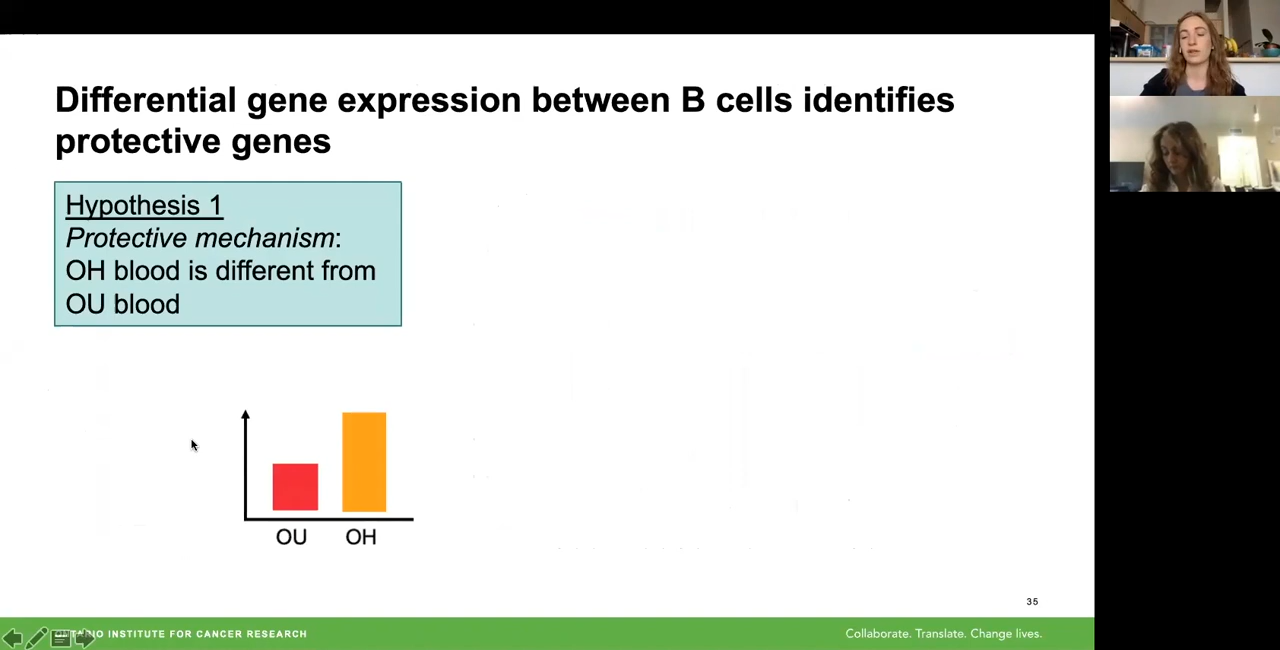 Differential gene expression between B cells identifies
protective genes
Hypothesis 1
Protective mechanism:
OH blood is different from
OU blood
OU OH
35
INSTITUTE FOR CANCER RESEARCH
Collaborate. Translate. Change lives.